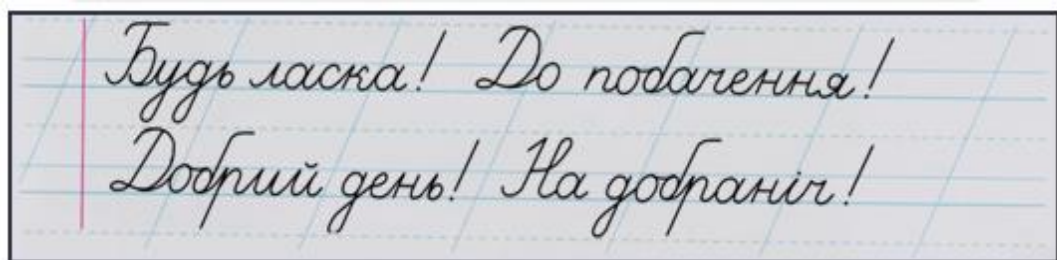 Будь ласка! До побачення!
Добрий день! На добраніч!